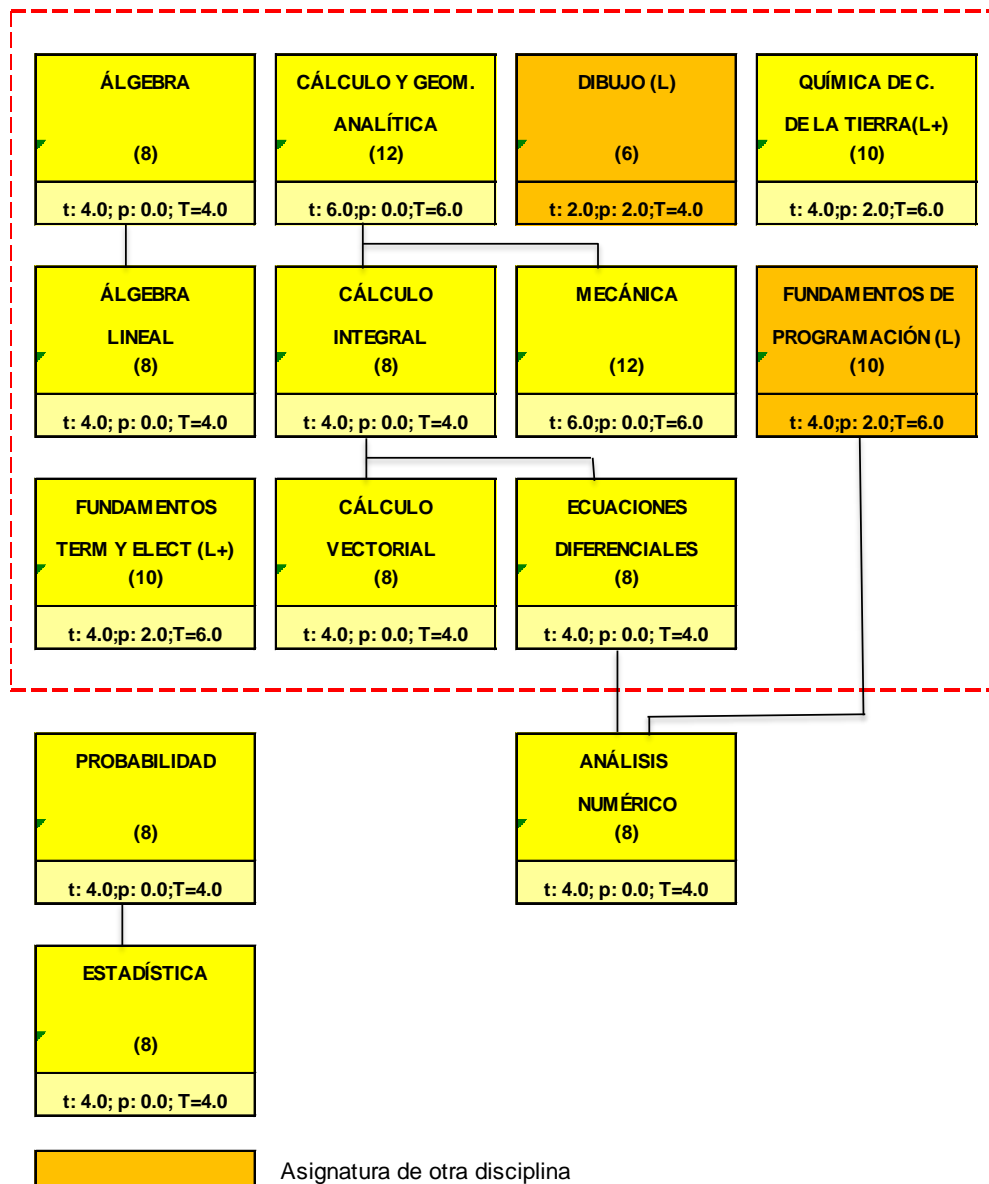 ÁLGEBRA
(8)
t: 4.0; p: 0.0; T=4.0
CÁLCULO Y GEOM.
ANALÍTICA
(12)
t: 6.0;p: 0.0;T=6.0
DIBUJO (L)
(6)
t: 2.0;p: 2.0;T=4.0
QUÍMICA DE C.
DE LA TIERRA(L+)
(10)
t: 4.0;p: 2.0;T=6.0
ÁLGEBRA
LINEAL
(8)
t: 4.0; p: 0.0; T=4.0
CÁLCULO
INTEGRAL
(8)
t: 4.0; p: 0.0; T=4.0
MECÁNICA
(12)
t: 6.0;p: 0.0;T=6.0
FUNDAMENTOS DE
PROGRAMACIÓN (L)
(10)
t: 4.0;p: 2.0;T=6.0
FUNDAMENTOS
TERM Y ELECT (L+)
(10)
t: 4.0;p: 2.0;T=6.0
CÁLCULO
VECTORIAL
(8)
t: 4.0; p: 0.0; T=4.0
ECUACIONES
DIFERENCIALES
(8)
t: 4.0; p: 0.0; T=4.0
PROBABILIDAD
(8)
t: 4.0;p: 0.0;T=4.0
ANÁLISIS
NUMÉRICO
(8)
t: 4.0; p: 0.0; T=4.0
ESTADÍSTICA
(8)
t: 4.0; p: 0.0; T=4.0
Asignatura de otra disciplina